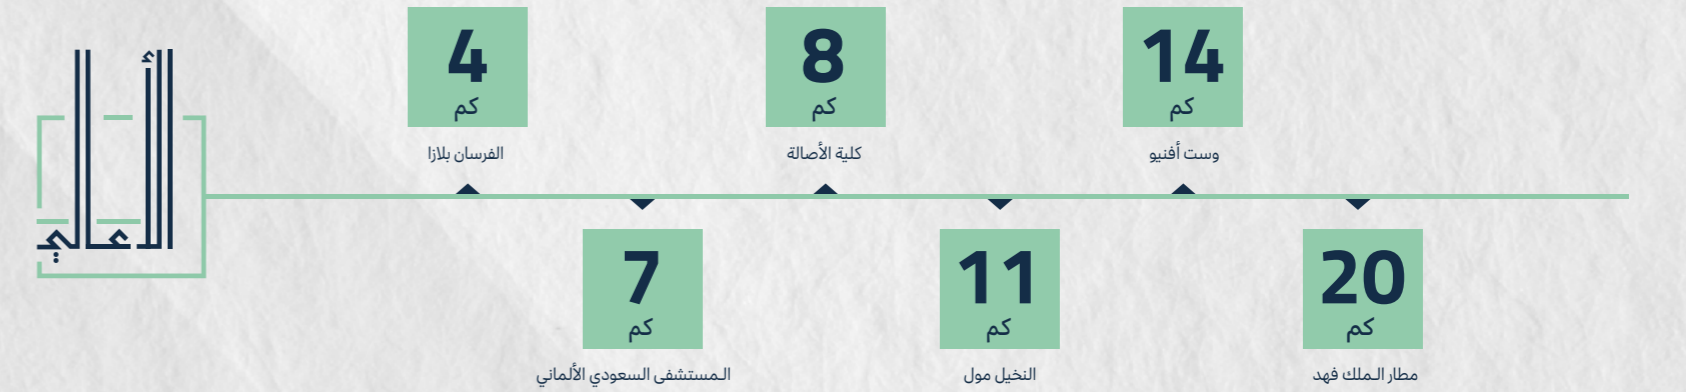 الأعالي
4
كم
الفرسان بلازا
7
كم
المستشفى السعودي الألماني
8
كم
كلية الأصالة
11
كم
النخيل مول
14
كم
وست أفنيو
20
كم
مطار الملك فهد